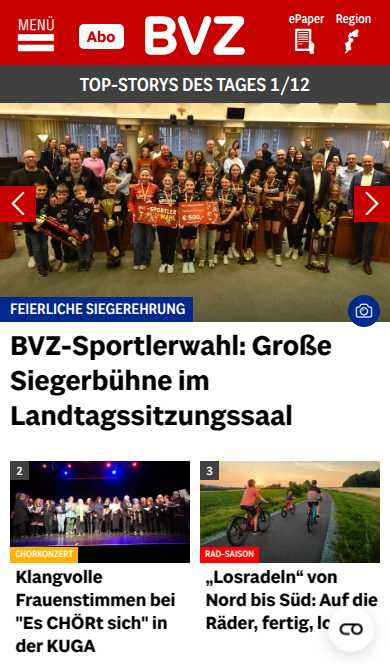 MENÜ
Abo
BVZ
ePaper
Region
TOP-STORYS DES TAGES 1/12
SPORTLER
WAHL
€ 500,-
FEIERLICHE SIEGEREHRUNG
BVZ-Sportlerwahl: Große
Siegerbühne im
Landtagssitzungssaal
2
CHORKONZERT
Klangvolle
Frauenstimmen bei
"Es CHÖRt sich" in
der KUGA
3
RAD-SAISON
„Losradeln“ von
Nord bis Süd: Auf die
Räder, fertig,